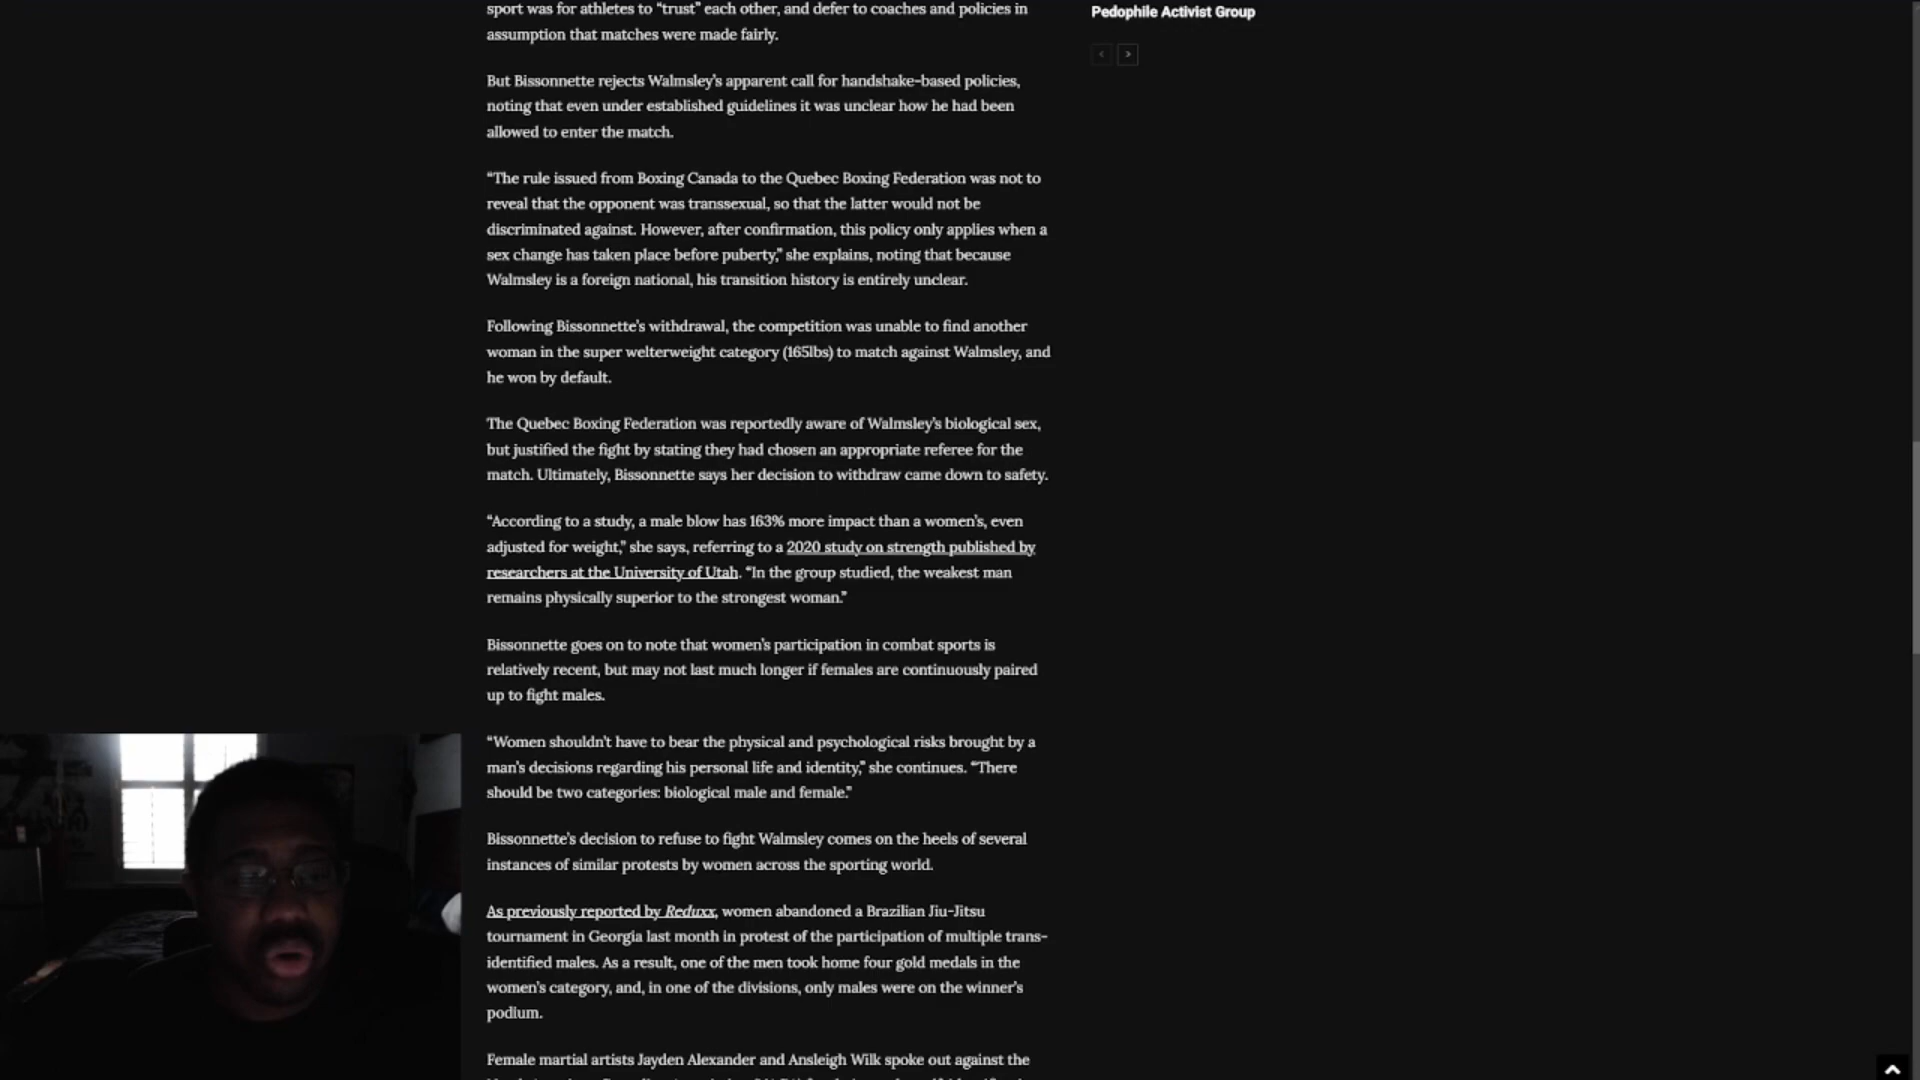 sport was for athletes to “trust” each other, and defer to coaches and policies in
assumption that matches were made fairly.
But Bissonnette rejects Walmsley’s apparent call for handshake-based policies,
noting that even under established guidelines it was unclear how he had been
allowed to enter the match.
“The rule issued from Boxing Canada to the Quebec Boxing Federation was not to
reveal that the opponent was transsexual, so that the latter would not be
discriminated against. However, after confirmation, this policy only applies when a
sex change has taken place before puberty,” she explains, noting that because
Walmsley is a foreign national, his transition history is entirely unclear.
Following Bissonnette’s withdrawal, the competition was unable to find another
woman in the super welterweight category (165lbs) to match against Walmsley, and
he won by default.
The Quebec Boxing Federation was reportedly aware of Walmsley’s biological sex,
but justified the fight by stating they had chosen an appropriate referee for the
match. Ultimately, Bissonnette says her decision to withdraw came down to safety.
“According to a study, a male blow has 163% more impact than a women’s, even
adjusted for weight,” she says, referring to a 2020 study on strength published by
researchers at the University of Utah. “In the group studied, the weakest man
remains physically superior to the strongest woman.”
Bissonnette goes on to note that women’s participation in combat sports is
relatively recent, but may not last much longer if females are continuously paired
up to fight males.
“Women shouldn’t have to bear the physical and psychological risks brought by a
man’s decisions regarding his personal life and identity,” she continues. “There
should be two categories: biological male and female.”
Bissonnette’s decision to refuse to fight Walmsley comes on the heels of several
instances of similar protests by women across the sporting world.
As previously reported by Reduxx, women abandoned a Brazilian Jiu-Jitsu
tournament in Georgia last month in protest of the participation of multiple trans-
identified males. As a result, one of the men took home four gold medals in the
women’s category, and, in one of the divisions, only males were on the winner’s
podium.
Female martial artists Jayden Alexander and Ansleigh Wilk spoke out against the
Pedophile Activist Group